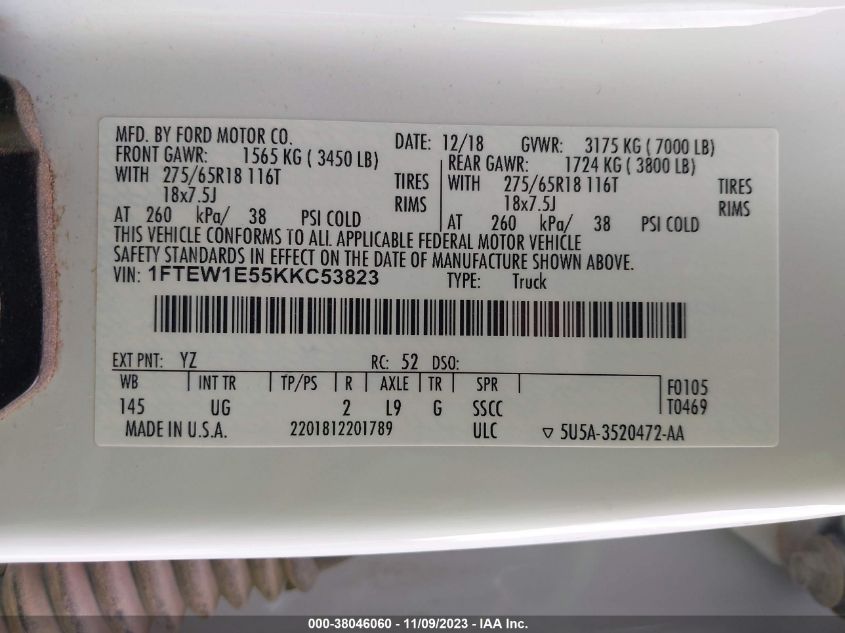 MFD. BY FORD MOTOR CO. DATE: 12/18 GVWR: 3175 KG ( 7000 LB)
FRONT GAWR: 1565 KG ( 3450 LB) REAR GAWR: 1724 KG ( 3800 LB)
WITH 275/65R18 116T TIRES WITH 275/65R18 116T TIRES
18x7.5J RIMS 18x7.5J RIMS
AT 260 kPa/ 38 PSI COLD AT 260 kPa/ 38 PSI COLD
THIS VEHICLE CONFORMS TO ALL APPLICABLE FEDERAL MOTOR VEHICLE
SAFETY STANDARDS IN EFFECT ON THE DATE OF MANUFACTURE SHOWN ABOVE.
VIN: 1FTEW1E55KKC53823 TYPE: Truck
EXT PNT: YZ RC: 52 DSO:
WB INT TR TP/PS R AXLE TR SPR F0105
145 UG 2 L9 G SSCC T0469
MADE IN U.S.A. 2201812201789 ULC ▽ 5U5A-3520472-AA
000-38046060 - 11/09/2023 - IAA Inc.